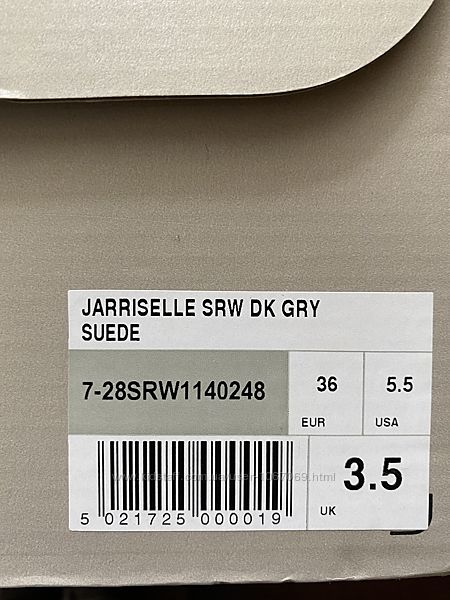 JARRISELLE SRW DK GRY
SUEDE
7-28SRW1140248
36
EUR
5.5
USA
3.5
UK
5 021725 000019